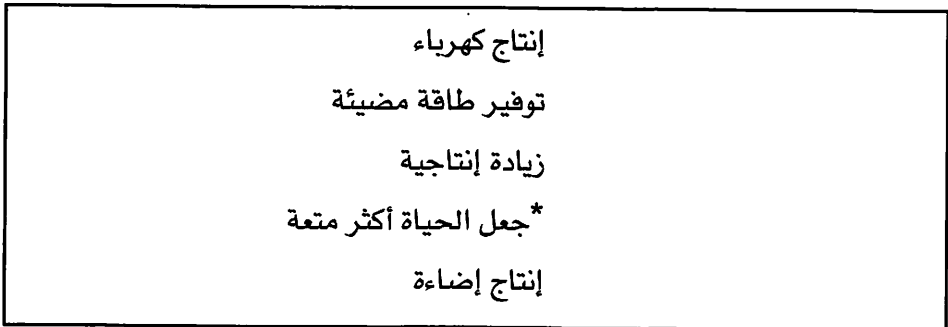 إنتاج كهرباء
توفير طاقة مضيئة
زيادة إنتاجية
*جعل الحياة أكثر متعة
إنتاج إضاءة